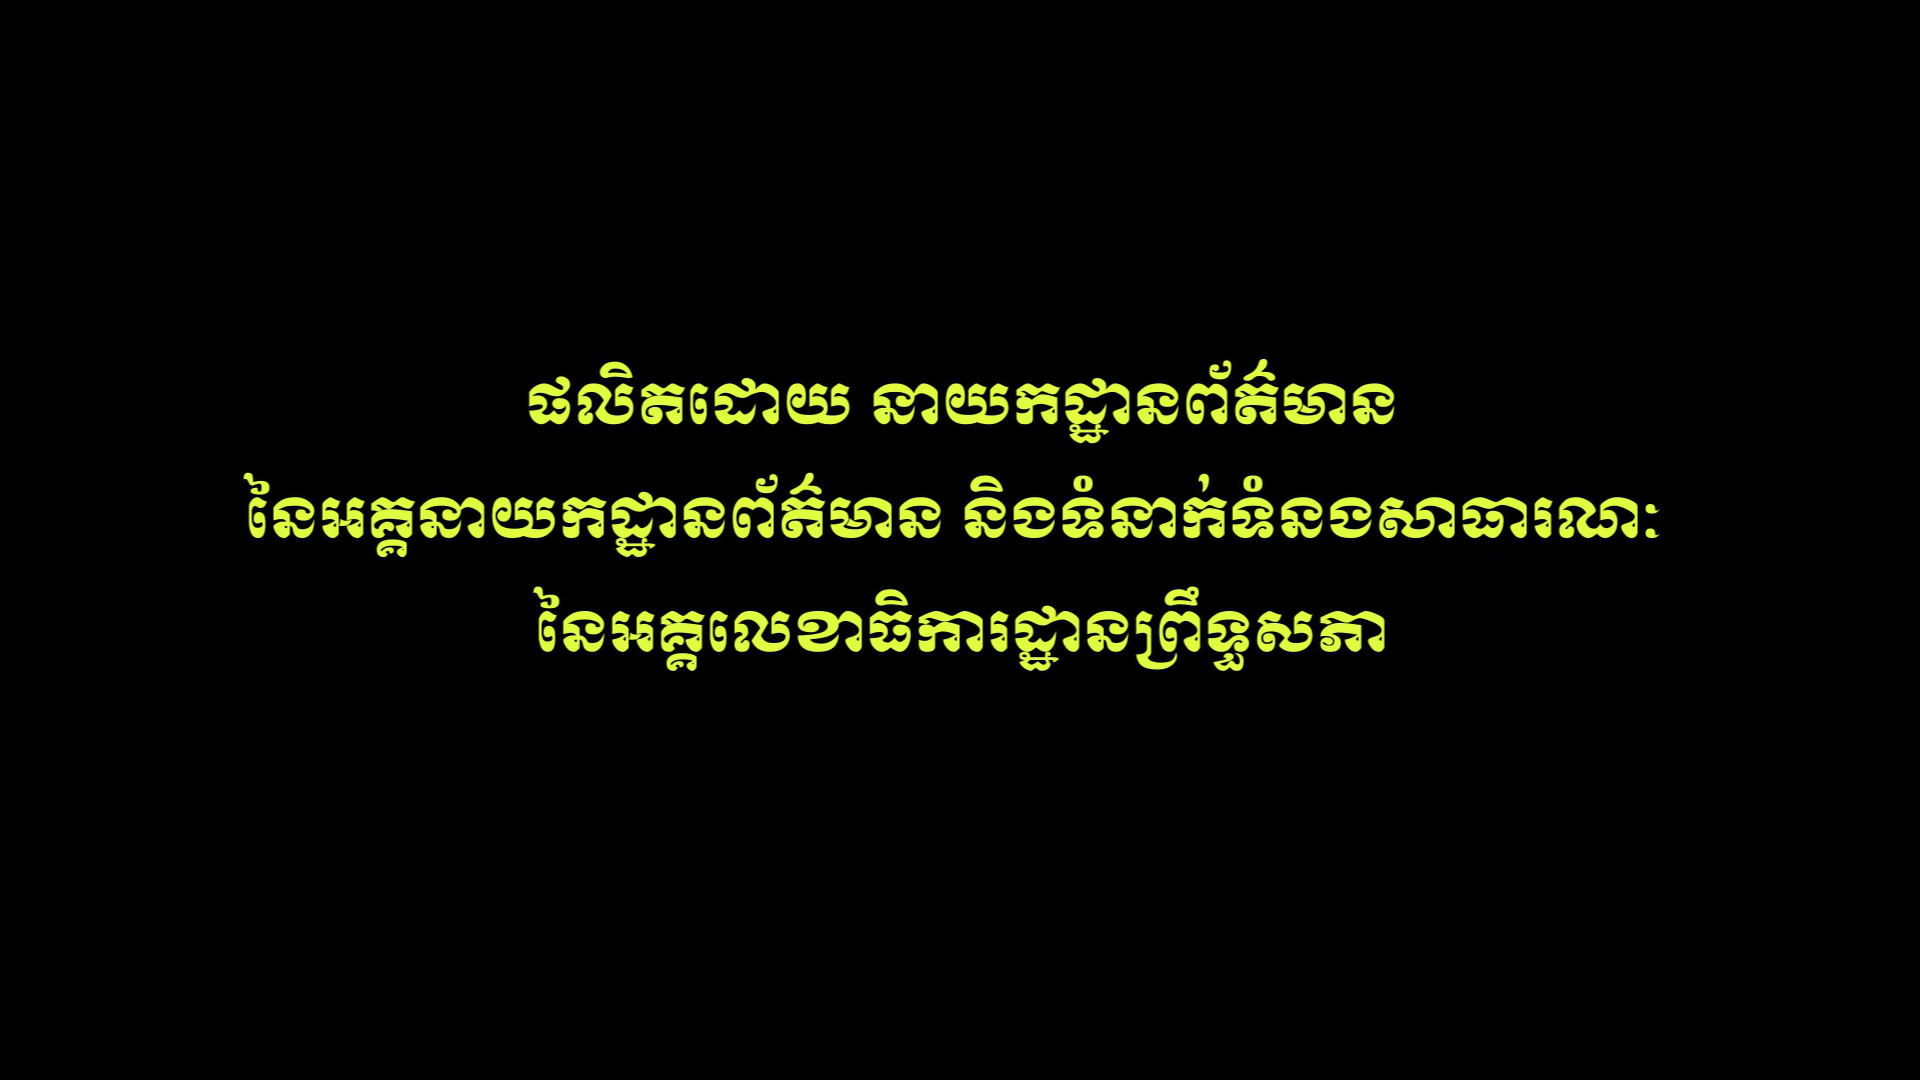 ផលិតដោយ នាយកដ្ឋានព័ត៌មាន
នៃអគ្គនាយកដ្ឋានព័ត៌មាន និងទំនាក់ទំនងសាធារណៈ
នៃអគ្គលេខាធិការដ្ឋានព្រឹទ្ធសភា